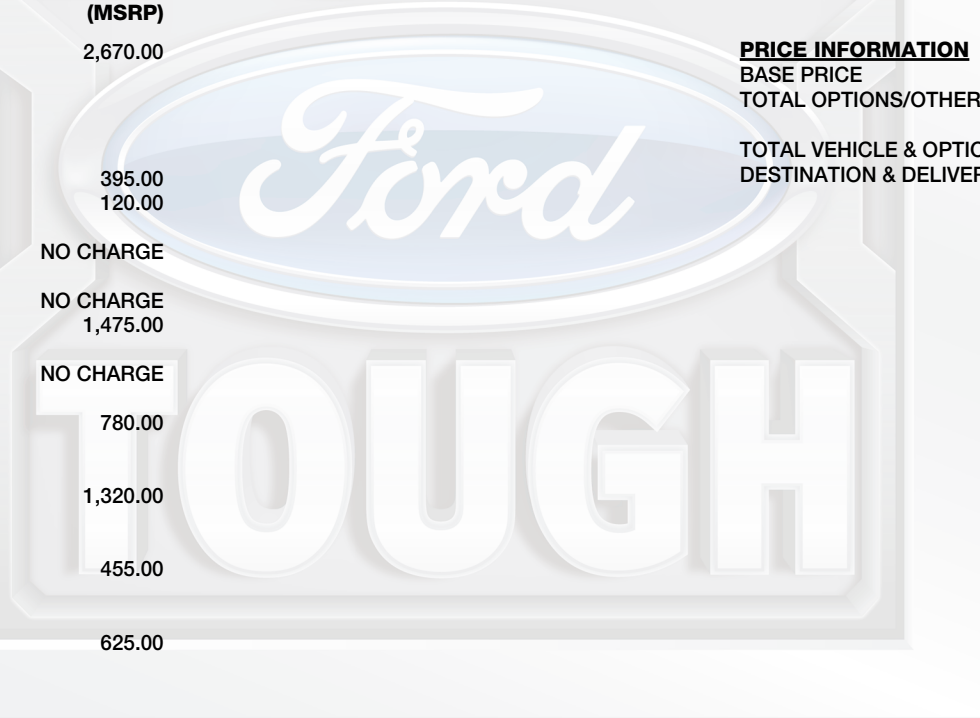 (MSRP)
2,670.00
395.00
120.00
NO CHARGE
NO CHARGE
1,475.00
NO CHARGE
780.00
1,320.00
455.00
625.00
PRICE INFORMATION
BASE PRICE
TOTAL OPTIONS/OTHER
TOTAL VEHICLE & OPTIO
DESTINATION & DELIVER
Ford
TOUGH